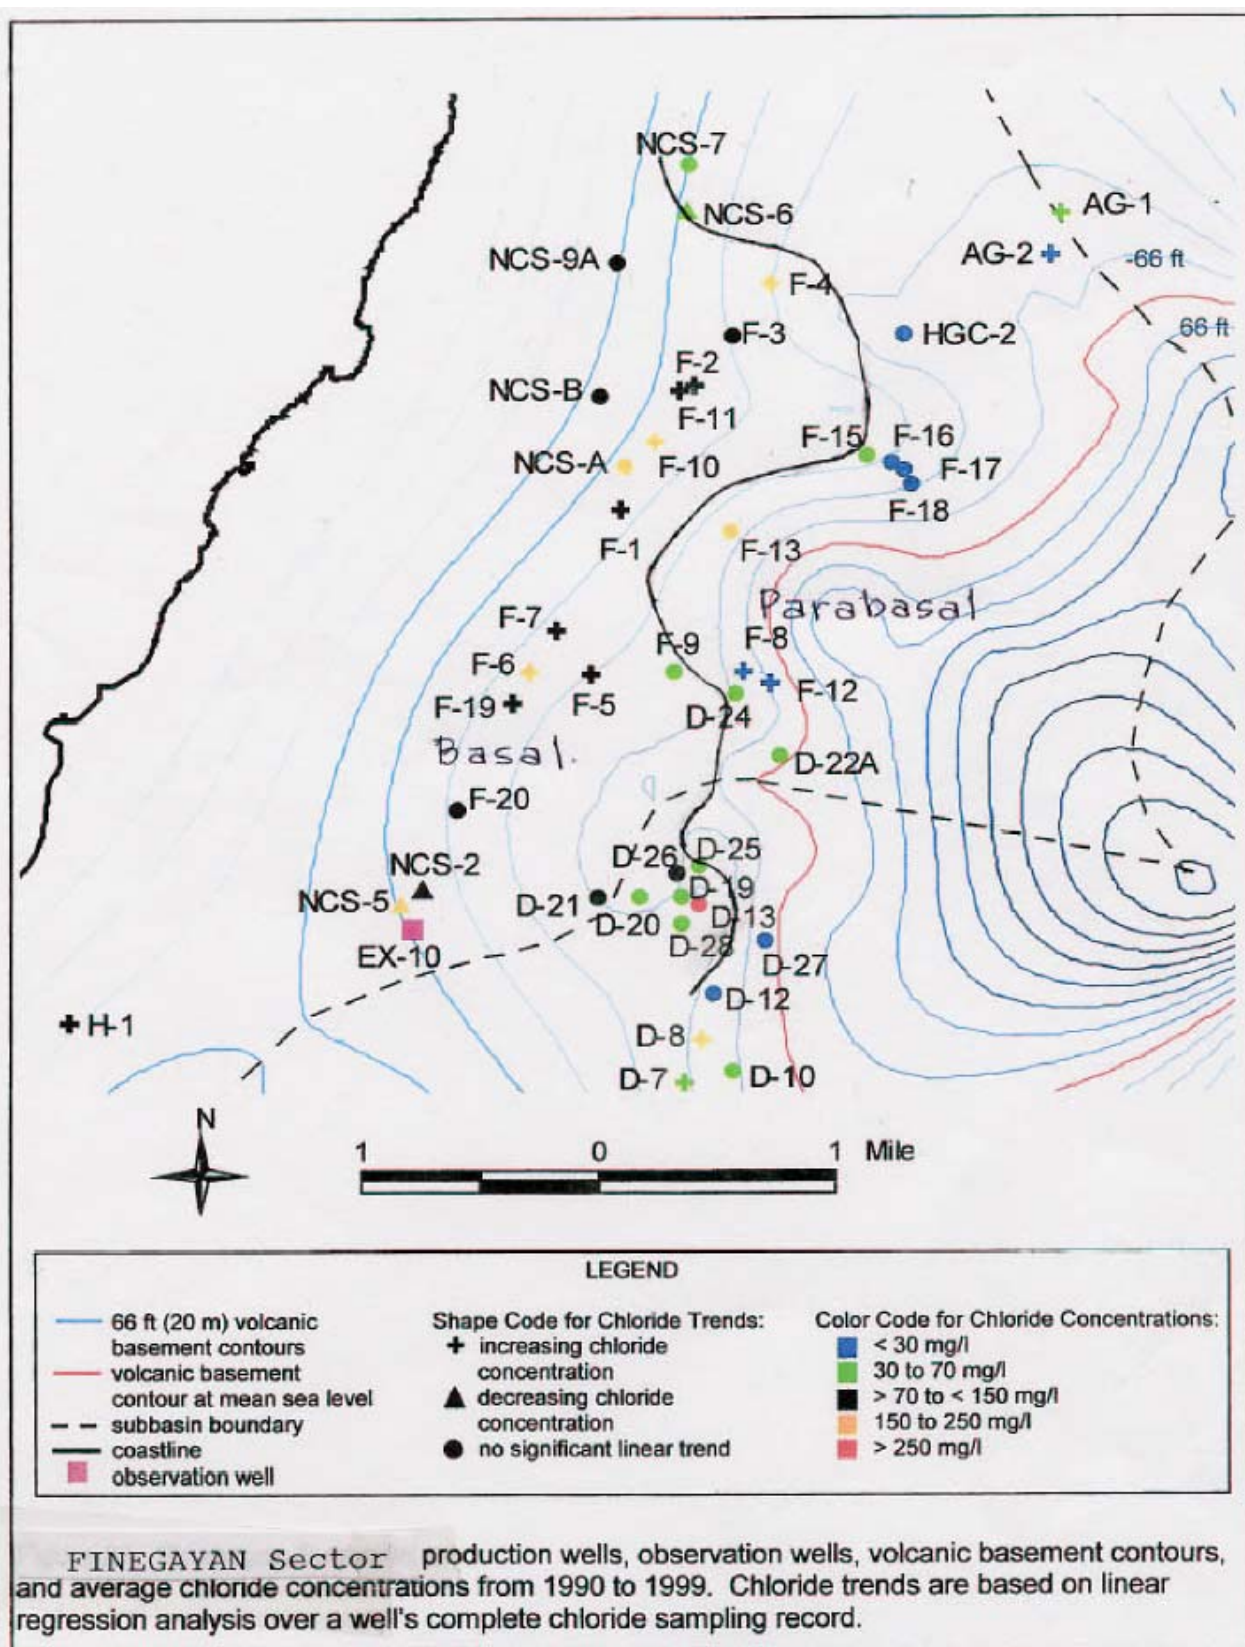 NCS-7
NCS-6
AG-1
AG-2
-66 ft
NCS-9A
F-4
F-3
HGC-2
66 ft
F-2
NCS-B
F-11
F-15
F-16
NCS-A
F-10
F-17
F-18
F-1
F-13
Parabasal
F-7
F-9
F-8
F-6
F-12
F-19
F-5
D-24
Basal.
D-22A
F-20
D-26
D-25
NCS-2
D-19
NCS-5
D-21
D-20
D-13
D-28
EX-10
D-27
D-12
H-1
D-8
D-7
D-10
N
1 0 1 Mile
LEGEND
66 ft (20 m) volcanic
basement contours
volcanic basement
contour at mean sea level
subbasin boundary
coastline
observation well
Shape Code for Chloride Trends:
increasing chloride
concentration
decreasing chloride
concentration
no significant linear trend
Color Code for Chloride Concentrations:
< 30 mg/l
30 to 70 mg/l
> 70 to < 150 mg/l
150 to 250 mg/l
> 250 mg/l
FINEGAYAN Sector production wells, observation wells, volcanic basement contours,
and average chloride concentrations from 1990 to 1999. Chloride trends are based on linear
regression analysis over a well's complete chloride sampling record.